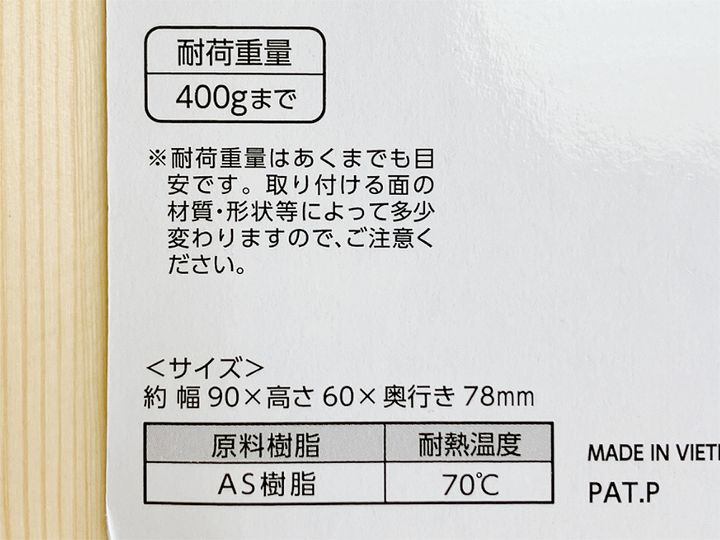 耐荷重量
400gまで
※耐荷重量はあくまでも目
安です。取り付ける面の
材質・形状等によって多少
変わりますので、ご注意く
ださい。
＜サイズ＞
約 幅 90×高さ 60×奥行き 78mm
原料樹脂 耐熱温度
AS樹脂 70℃
MADE IN VIET
PAT.P